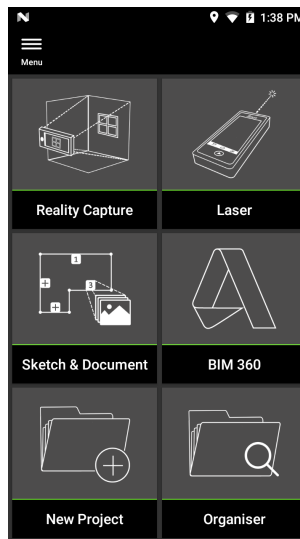 1:38 PM
Menu
Reality Capture
Laser
1
3
Sketch & Document
BIM 360
New Project
Organiser